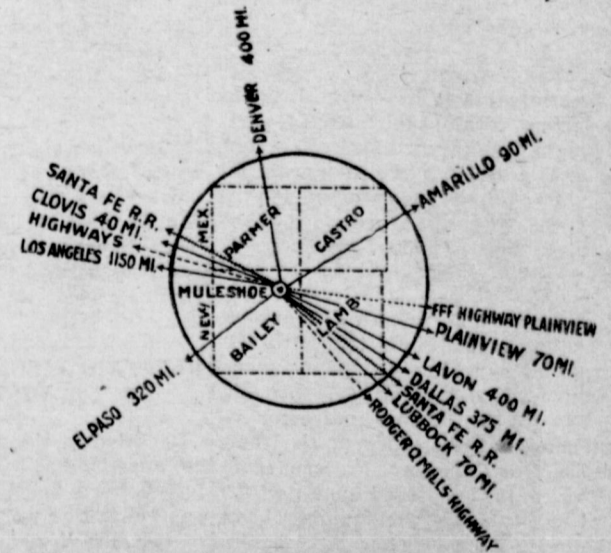 DENVER 400 MI.
AMARILLO 90 MI.
SANTA FE R.R.
CLOVIS 40 MI.
HIGHWAYS
LOS ANGELES 1150 MI.
NEW MEX.
PARMER
CASTRO
MULESHOE
BAILEY
LAMB
FFF HIGHWAY PLAINVIEW
PLAINVIEW 70 MI.
LAVON 400 MI.
DALLAS 375 MI.
SANTA FE R.R.
LUBBOCK 70 MI.
RODGER Q MILLS HIGHWAY
ELPASO 320 MI.